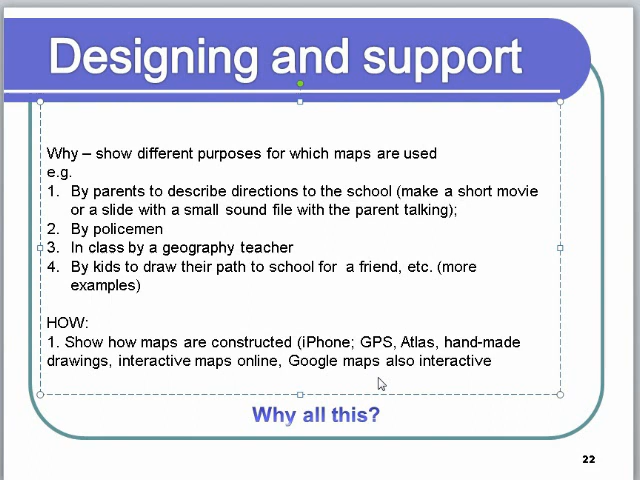 Designing and support
Why – show different purposes for which maps are used
e.g.
1. By parents to describe directions to the school (make a short movie
or a slide with a small sound file with the parent talking);
2. By policemen
3. In class by a geography teacher
4. By kids to draw their path to school for a friend, etc. (more
examples)
HOW:
1. Show how maps are constructed (iPhone; GPS, Atlas, hand-made
drawings, interactive maps online, Google maps also interactive
Why all this?
22